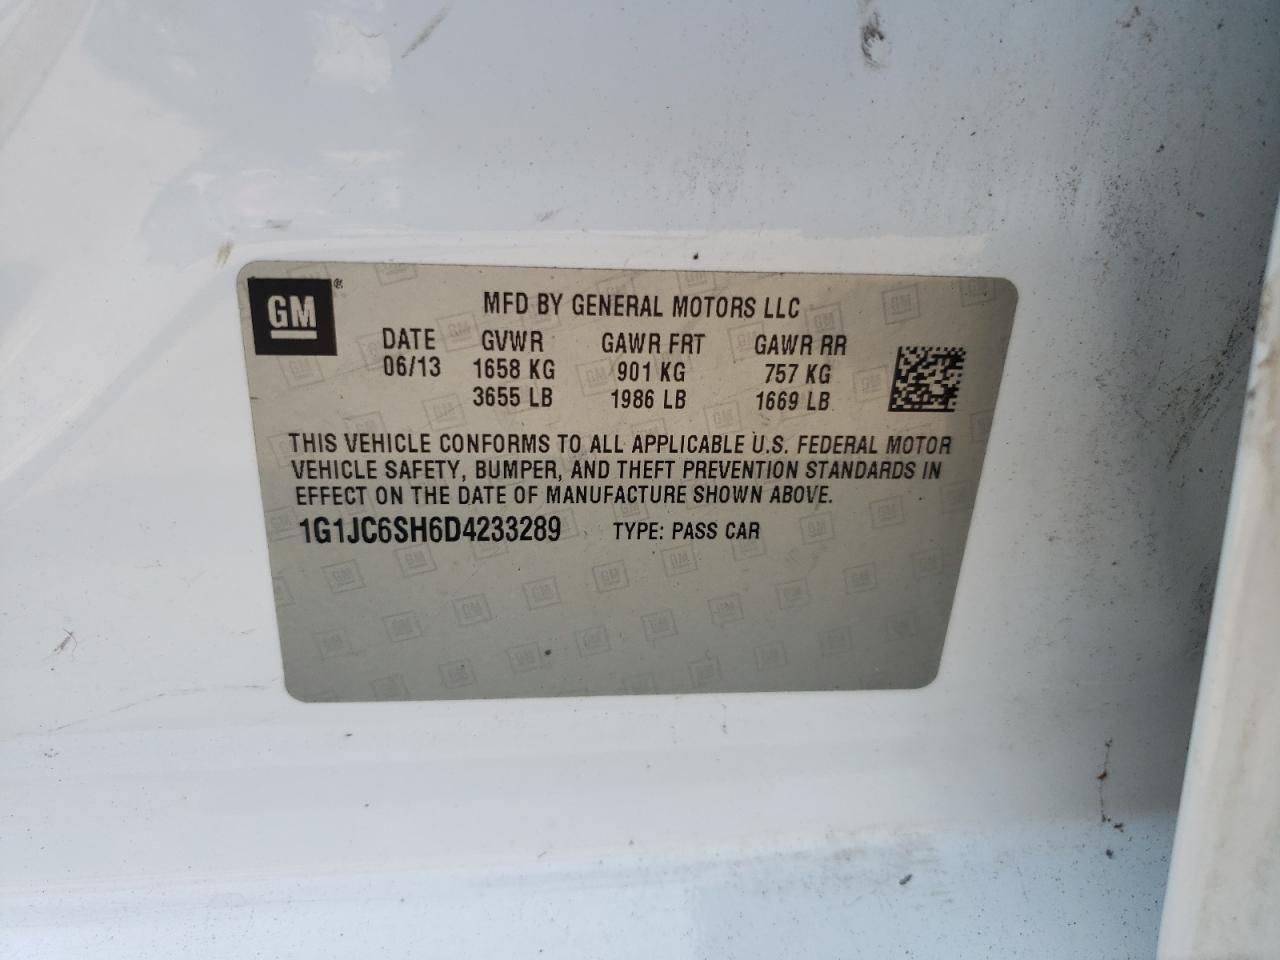 GM®
MFD BY GENERAL MOTORS LLC
DATE GVWR GAWR FRT GAWR RR
06/13 1658 KG 901 KG 757 KG
3655 LB 1986 LB 1669 LB
THIS VEHICLE CONFORMS TO ALL APPLICABLE U.S. FEDERAL MOTOR
VEHICLE SAFETY, BUMPER, AND THEFT PREVENTION STANDARDS IN
EFFECT ON THE DATE OF MANUFACTURE SHOWN ABOVE.
1G1JC6SH6D4233289 TYPE: PASS CAR